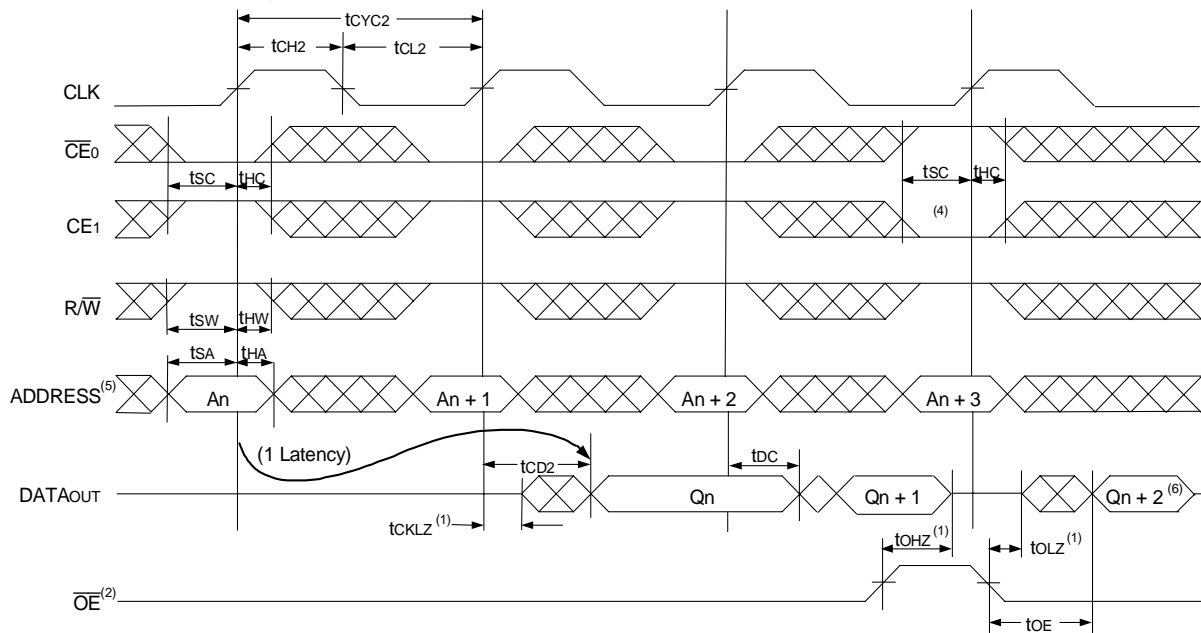 tCYC2
tCH2
tCL2
CLK
CE0
tSC
tHC
tSC
tHC
CE1
(4)
R/W
tSW
tHW
tSA
tHA
ADDRESS(5)
An
An + 1
An + 2
An + 3
(1 Latency)
tCD2
tDC
DATAOUT
Qn
Qn + 1
Qn + 2 (6)
tCKLZ (1)
tOHZ (1)
tOLZ (1)
OE (2)
tOE